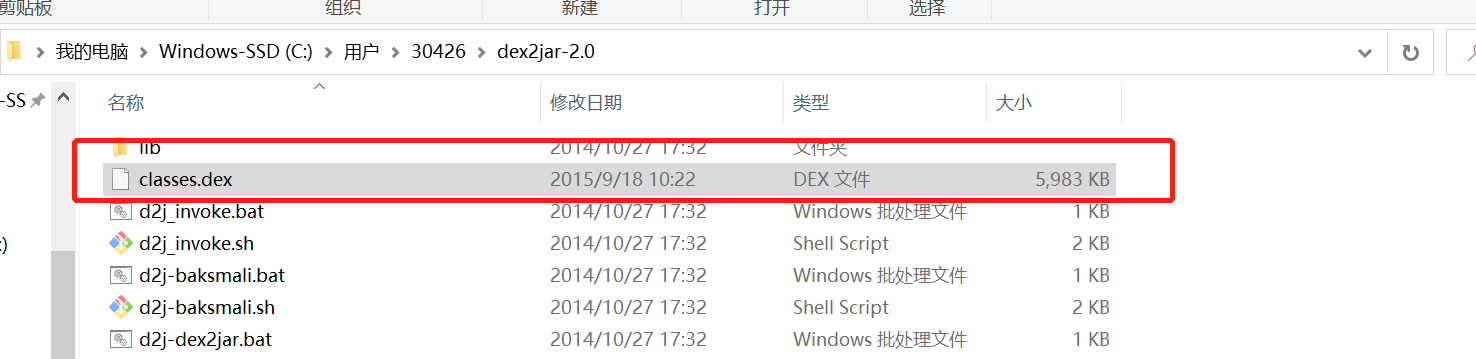 剪贴板 组织 新建 打开 选择
我的电脑 Windows-SSD (C:) 用户 30426 dex2jar-2.0
-SS 名称 修改日期 类型 大小
lib 2014/10/27 17:32 文件夹
classes.dex 2015/9/18 10:22 DEX 文件 5,983 KB
d2j_invoke.bat 2014/10/27 17:32 Windows 批处理文件 1 KB
:) d2j_invoke.sh 2014/10/27 17:32 Shell Script 2 KB
d2j-baksmali.bat 2014/10/27 17:32 Windows 批处理文件 1 KB
d2j-baksmali.sh 2014/10/27 17:32 Shell Script 2 KB
d2j-dex2jar.bat 2014/10/27 17:32 Windows 批处理文件 1 KB